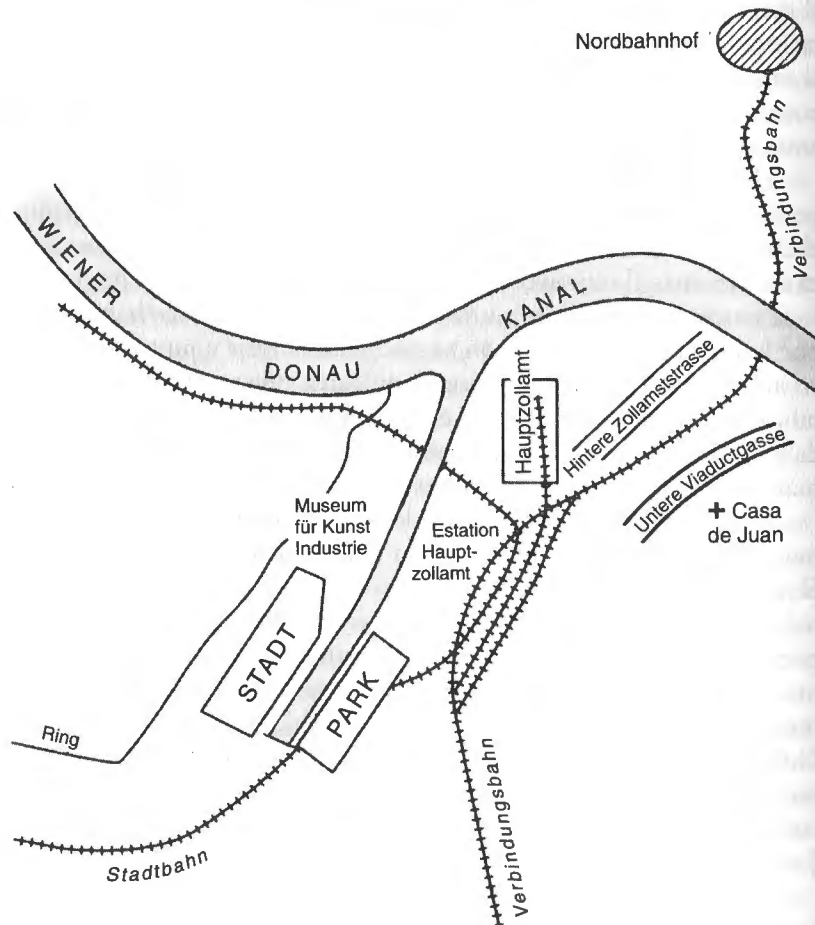 Nordbahnhof
Verbindungsbahn
WIENER
DONAU
KANAL
Hauptzollamt
Hintere Zollamststrasse
Untere Viaductgasse
+ Casa
de Juan
Museum
für Kunst
Industrie
Estation
Haupt-
zollamt
STADT
PARK
Ring
Stadtbahn
Verbindungsbahn